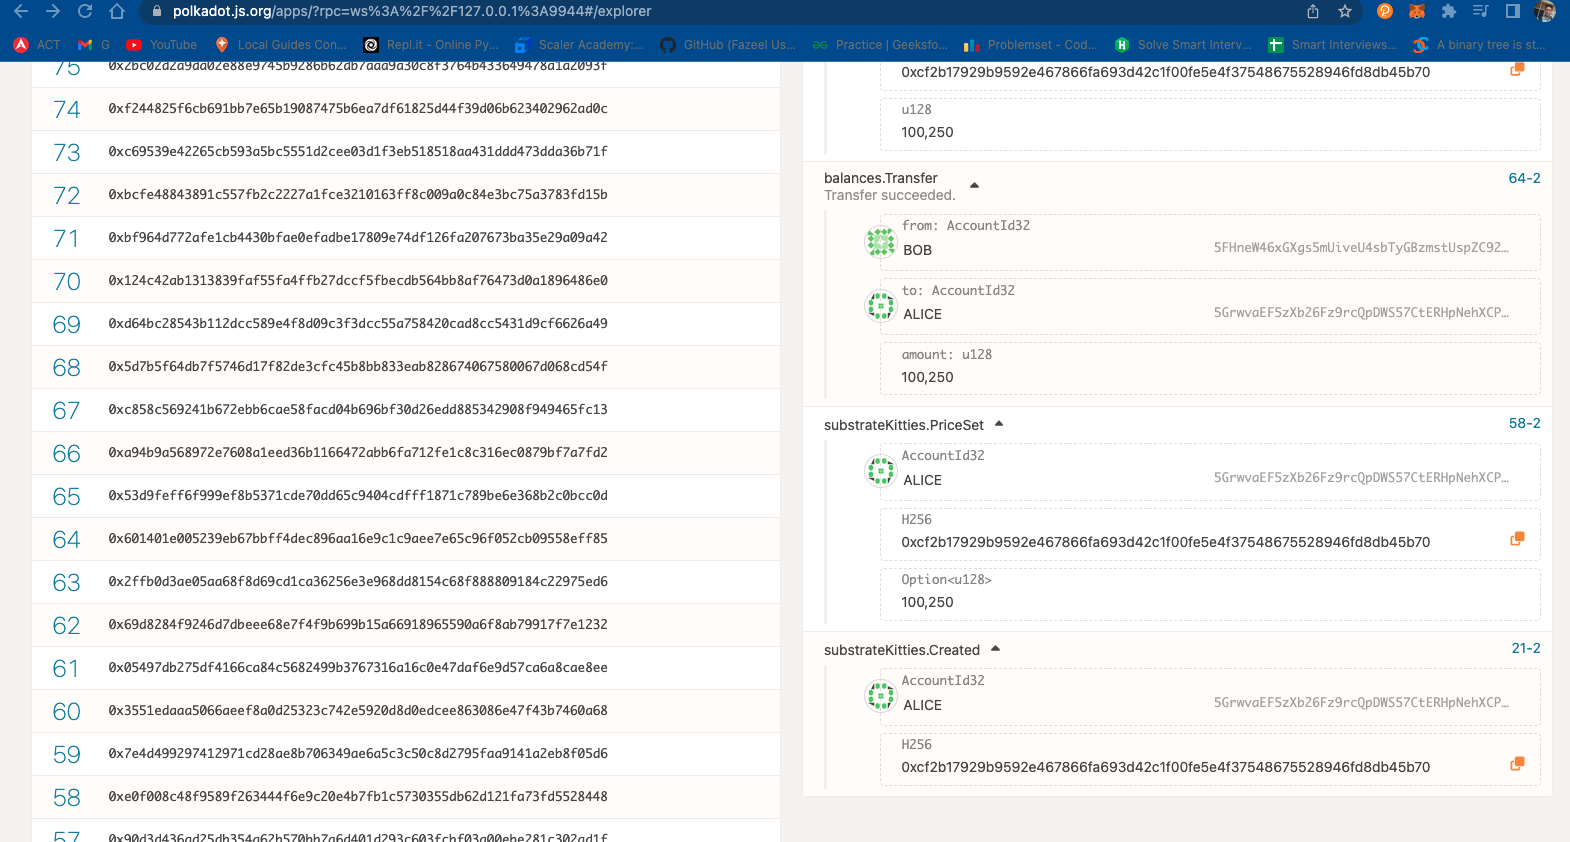 polkadot.js.org/apps/?rpc=ws%3A%2F%2F127.0.0.1%3A9944#/explorer
ACT
G
YouTube
Local Guides Con...
Repl.it - Online Py...
Scaler Academy:...
GitHub (Fazeel Us...
Practice | Geeksfo...
Problemset - Cod...
Solve Smart Interv...
Smart Interviews...
A binary tree is st...
75 0x2bc02d2a9da02e88e9745b9286b62db7aaa9a30c8f3764b433649478a1a2093f
74 0xf244825f6cb691bb7e65b19087475b6ea7df61825d44f39d06b623402962ad0c
73 0xc69539e42265cb593a5bc5551d2cee03d1f3eb518518aa431ddd473dda36b71f
72 0xbcfe48843891c557fb2c2227a1fce3210163ff8c009a0c84e3bc75a3783fd15b
71 0xbf964d772afe1cb4430bfae0efadbe17809e74df126fa207673ba35e29a09a42
70 0x124c42ab1313839faf55fa4ffb27dccf5fbecdb564bb8af76473d0a1896486e0
69 0xd64bc28543b112dcc589e4f8d09c3f3dcc55a758420cad8cc5431d9cf6626a49
68 0x5d7b5f64db7f5746d17f82de3cfc45b8bb833eab828674067580067d068cd54f
67 0xc858c569241b672ebb6cae58facd04b696bf30d26edd885342908f949465fc13
66 0xa94b9a568972e7608a1eed36b1166472abb6fa712fe1c8c316ec0879bf7a7fd2
65 0x53d9feff6f999ef8b5371cde70dd65c9404cdfff1871c789be6e368b2c0bcc0d
64 0x601401e005239eb67bbff4dec896aa16e9c1c9aee7e65c96f052cb09558eff85
63 0x2ffb0d3ae05aa68f8d69cd1ca36256e3e968dd8154c68f888809184c22975ed6
62 0x69d8284f9246d7dbeee68e7f4f9b699b15a66918965590a6f8ab79917f7e1232
61 0x05497db275df4166ca84c5682499b3767316a16c0e47daf6e9d57ca6a8cae8ee
60 0x3551edaaa5066aeef8a0d25323c742e5920d8d0edcee863086e47f43b7460a68
59 0x7e4d499297412971cd28ae8b706349ae6a5c3c50c8d2795faa9141a2eb8f05d6
58 0xe0f008c48f9589f263444f6e9c20e4b7fb1c5730355db62d121fa73fd5528448
57
0xcf2b17929b9592e467866fa693d42c1f00fe5e4f37548675528946fd8db45b70
u128
100,250
balances.Transfer 64-2
Transfer succeeded.
from: AccountId32
BOB 5FHneW46xGXgs5mUiveU4sbTyGBzmstUspZC92...
to: AccountId32
ALICE 5GrwvaEF5zXb26Fz9rcQpDWS57CtERHpNehXCP...
amount: u128
100,250
substrateKitties.PriceSet 58-2
AccountId32
ALICE 5GrwvaEF5zXb26Fz9rcQpDWS57CtERHpNehXCP...
H256
0xcf2b17929b9592e467866fa693d42c1f00fe5e4f37548675528946fd8db45b70
Option<u128>
100,250
substrateKitties.Created 21-2
AccountId32
ALICE 5GrwvaEF5zXb26Fz9rcQpDWS57CtERHpNehXCP...
H256
0xcf2b17929b9592e467866fa693d42c1f00fe5e4f37548675528946fd8db45b70